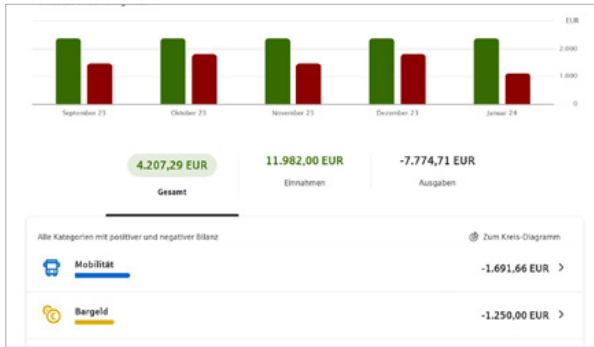 EUR
2.000
1.000
0
September 23 Oktober 23 November 23 Dezember 23 Januar 24
4.207,29 EUR 11.982,00 EUR -7.774,71 EUR
Gesamt Einnahmen Ausgaben
Alle Kategorien mit positiver und negativer Bilanz Zum Kreis-Diagramm
Mobilität -1.691,66 EUR
Bargeld -1.250,00 EUR